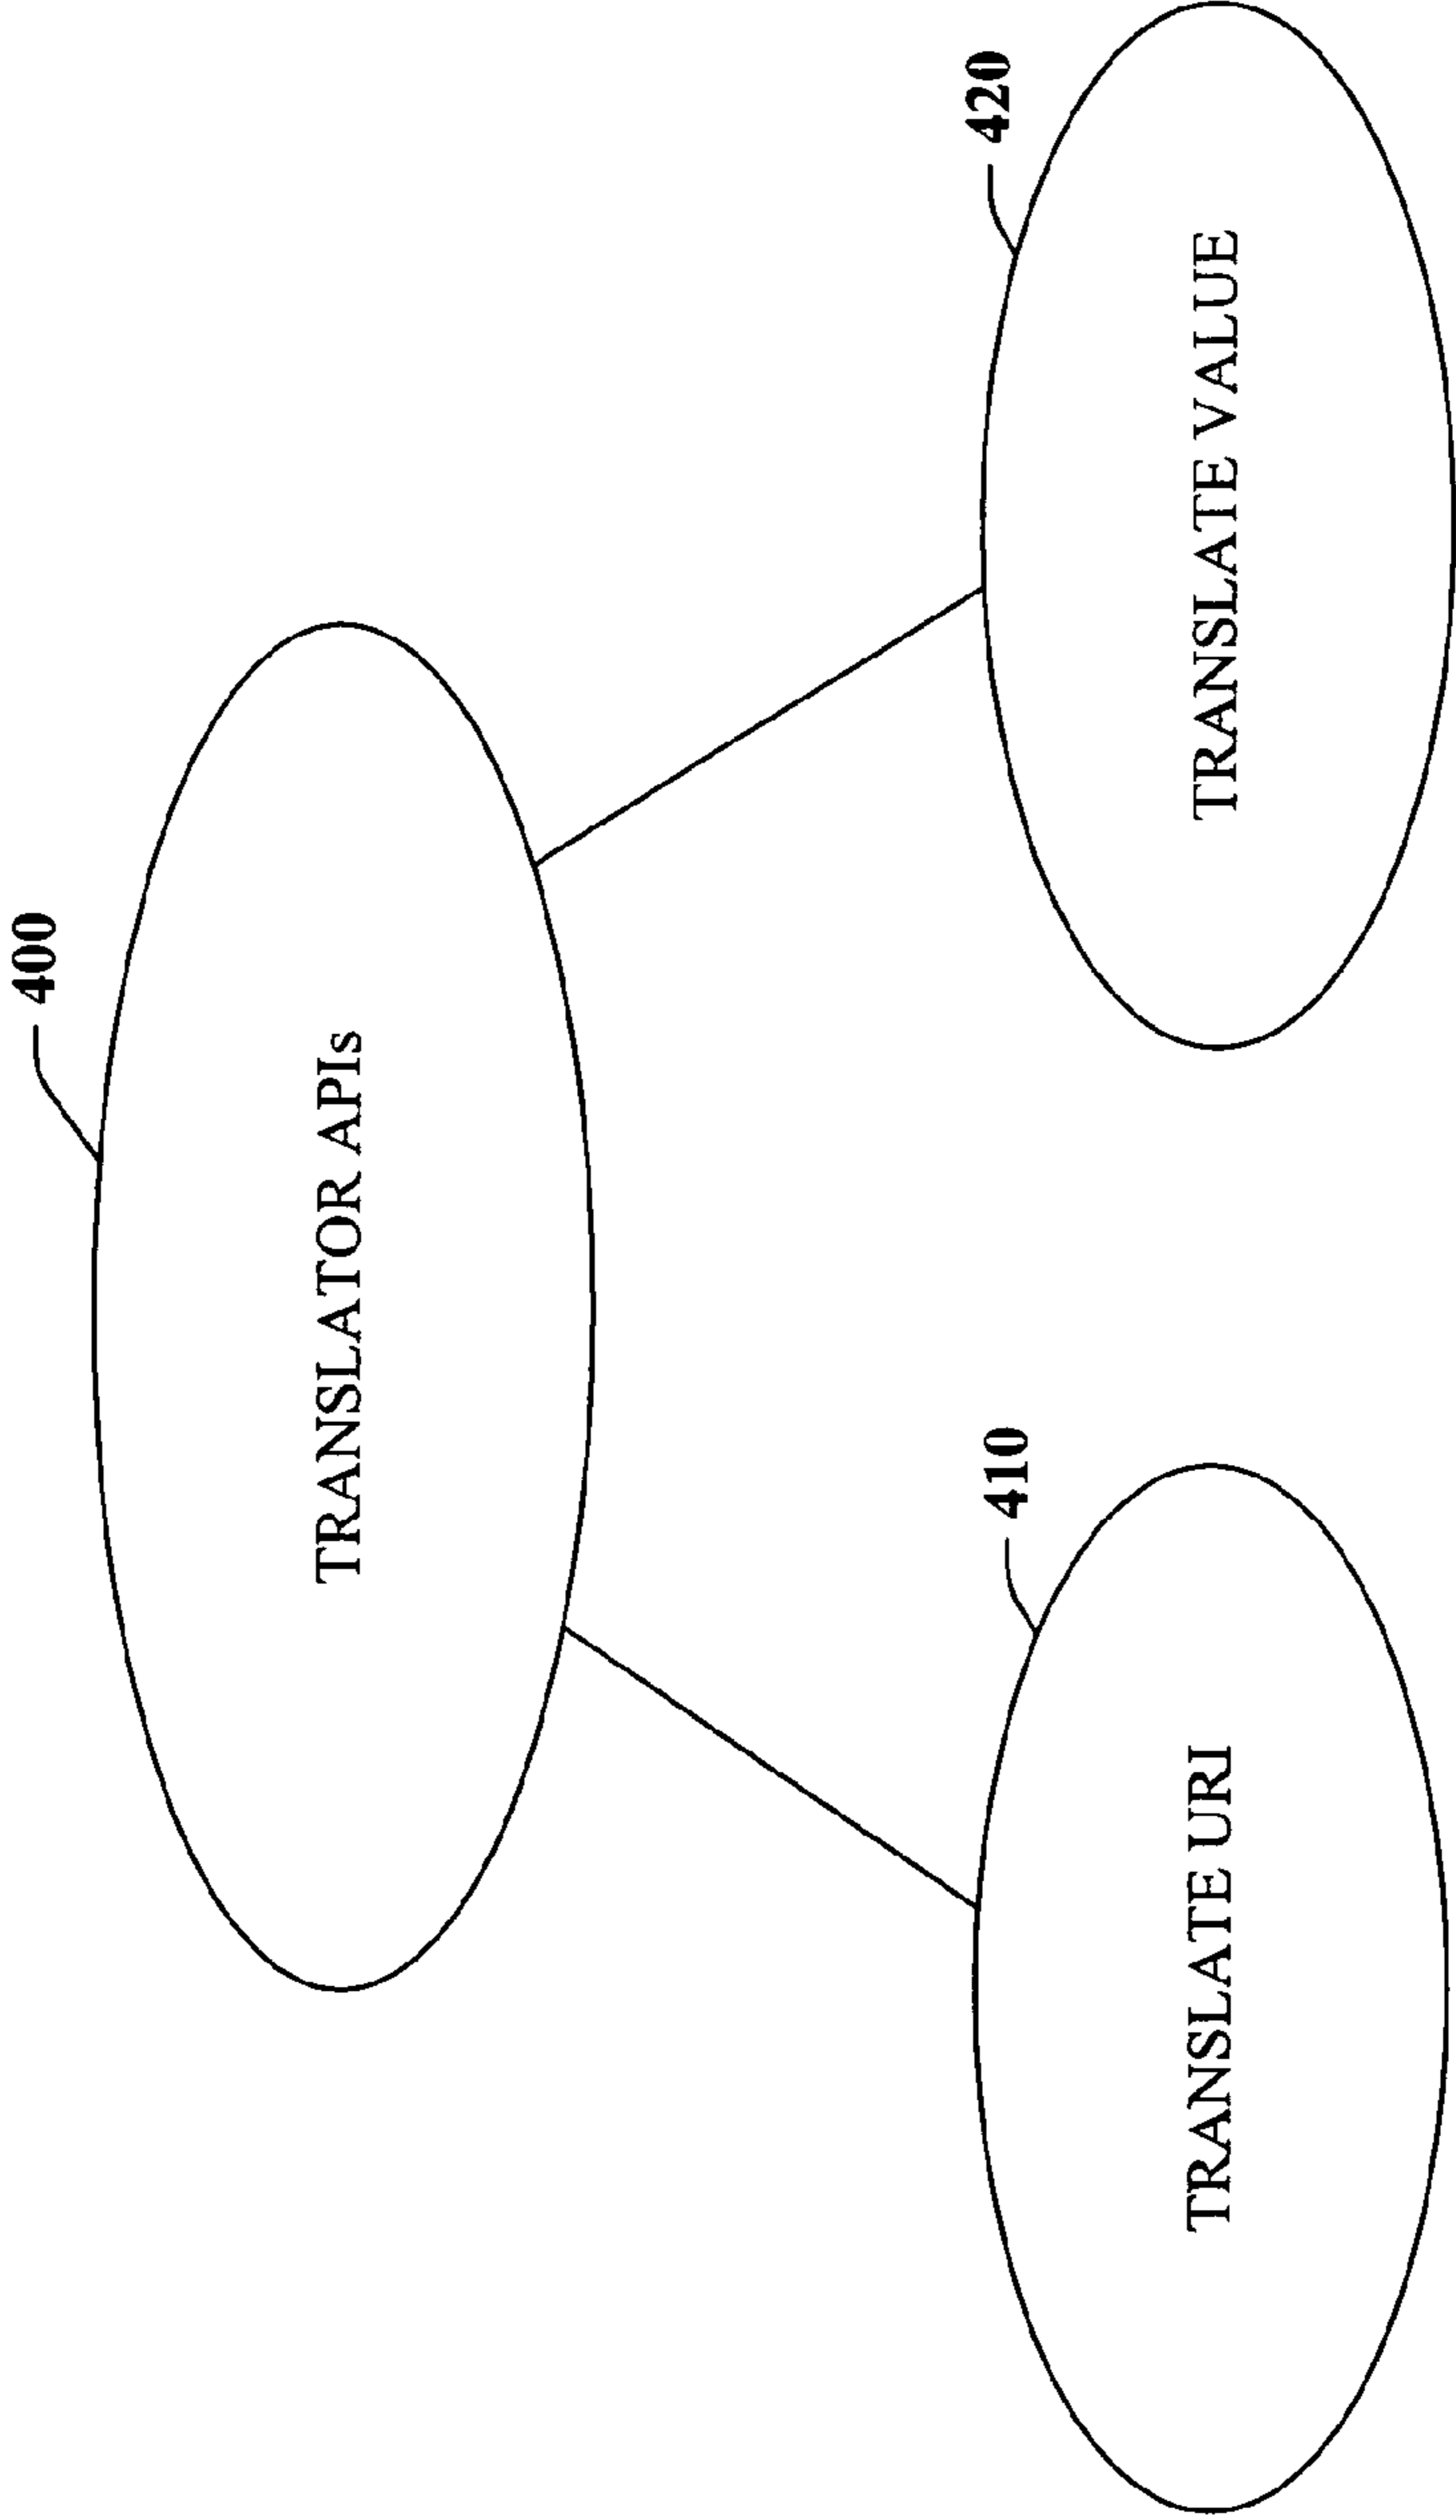 400
TRANSLATOR APIs
410
TRANSLATE URI
420
TRANSLATE VALUE